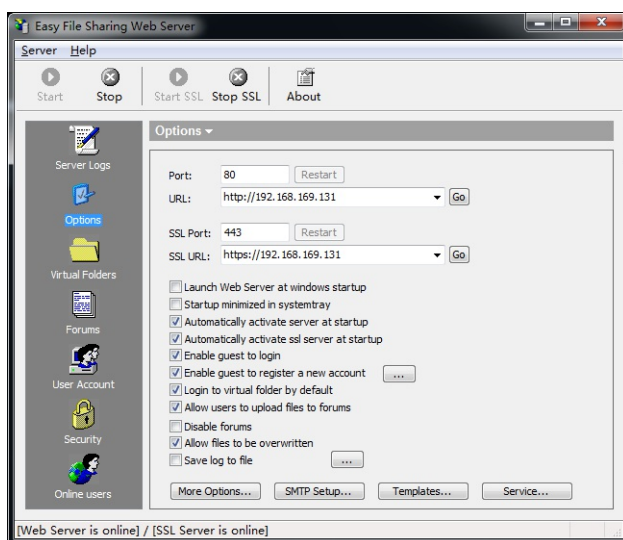 Easy File Sharing Web Server
Server Help
Start Stop Start SSL Stop SSL About
Server Logs
Options
Virtual Folders
Forums
User Account
Security
Online users
Options
Port: 80 Restart
URL: http://192.168.169.131 Go
SSL Port: 443 Restart
SSL URL: https://192.168.169.131 Go
Launch Web Server at windows startup
Startup minimized in systemtray
Automatically activate server at startup
Automatically activate ssl server at startup
Enable guest to login
Enable guest to register a new account ...
Login to virtual folder by default
Allow users to upload files to forums
Disable forums
Allow files to be overwritten
Save log to file ...
More Options... SMTP Setup... Templates... Service...
[Web Server is online] / [SSL Server is online]